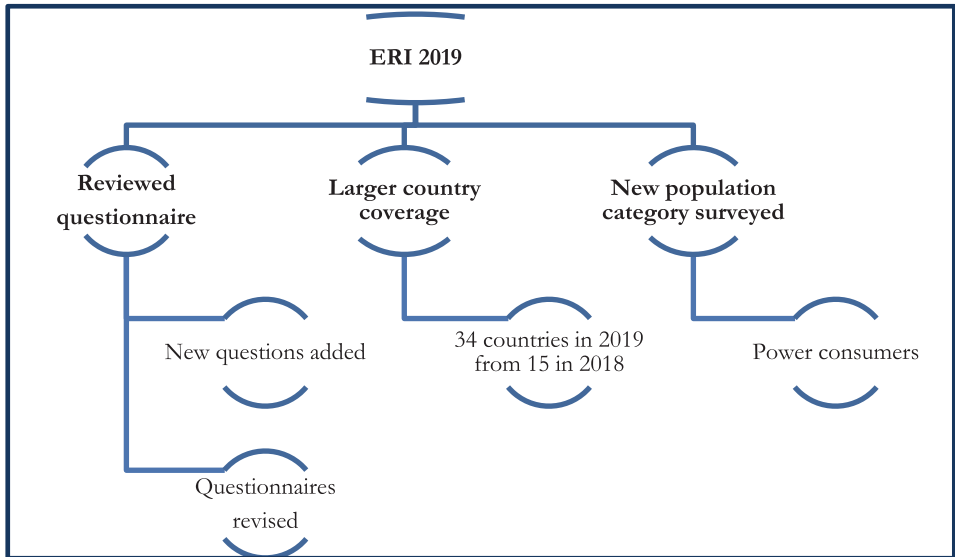 ERI 2019
Reviewed
questionnaire
Larger country
coverage
New population
category surveyed
New questions added
34 countries in 2019
from 15 in 2018
Power consumers
Questionnaires
revised